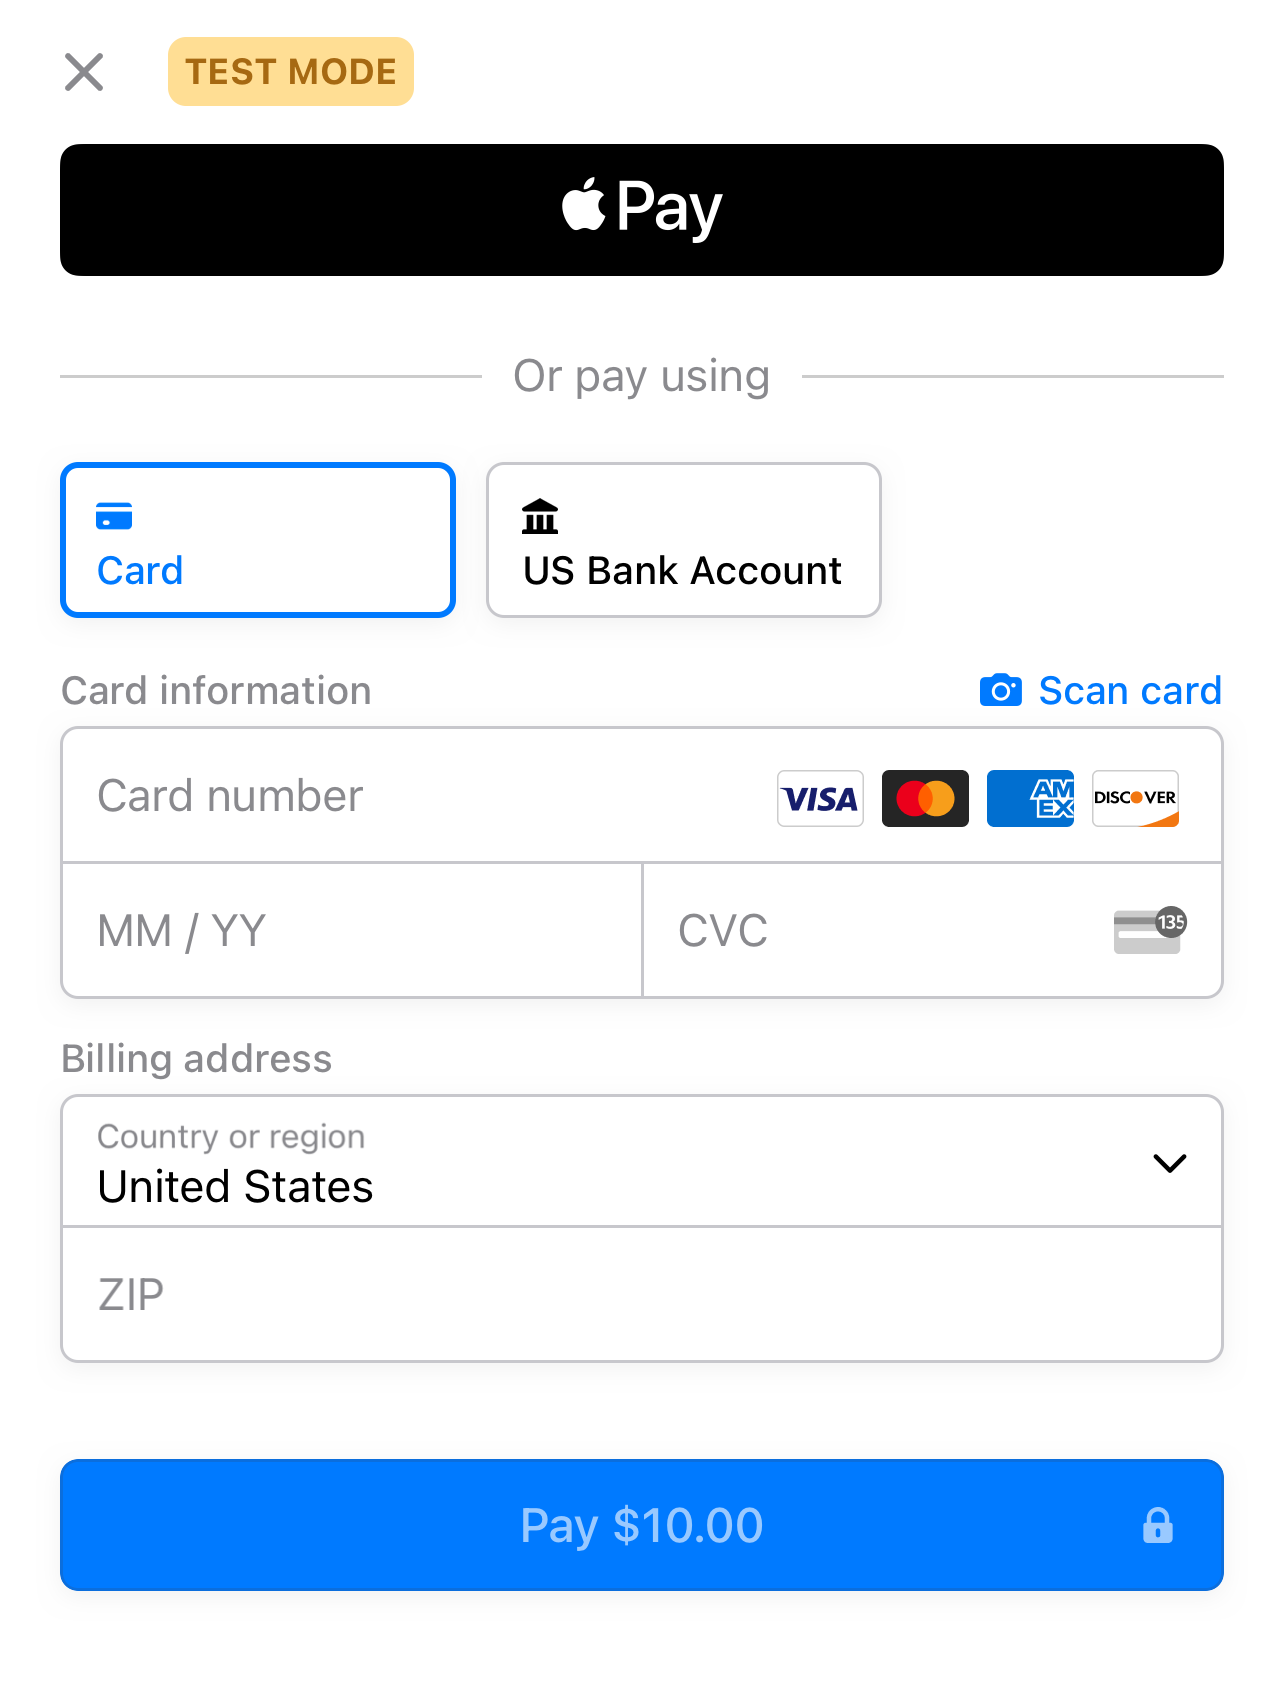 TEST MODE
Pay
Or pay using
Card
US Bank Account
Card information
Scan card
Card number
VISA
AM
EX
DISCOVER
MM / YY
CVC
135
Billing address
Country or region
United States
ZIP
Pay $10.00